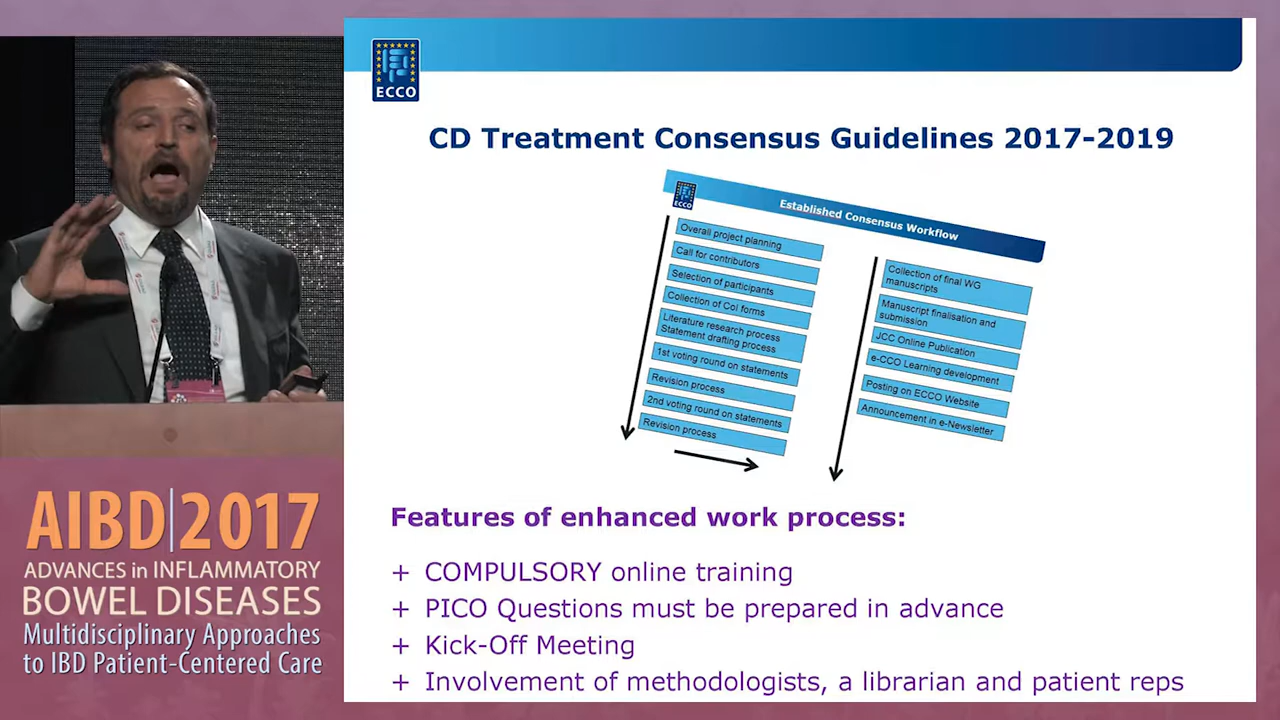 ECCO
CD Treatment Consensus Guidelines 2017-2019
ECCO
Established Consensus Workflow
Overall project planning
Call for contributors
Selection of participants
Collection of CoI forms
Literature research process
Statement drafting process
1st voting round on statements
Revision process
2nd voting round on statements
Revision process
Collection of final WG
manuscripts
Manuscript finalisation and
submission
JCC Online Publication
e-CCO Learning development
Posting on ECCO Website
Announcement in e-Newsletter
Features of enhanced work process:
+ COMPULSORY online training
+ PICO Questions must be prepared in advance
+ Kick-Off Meeting
+ Involvement of methodologists, a librarian and patient reps
AIBD|2017
ADVANCES in INFLAMMATORY
BOWEL DISEASES
Multidisciplinary Approaches
to IBD Patient-Centered Care